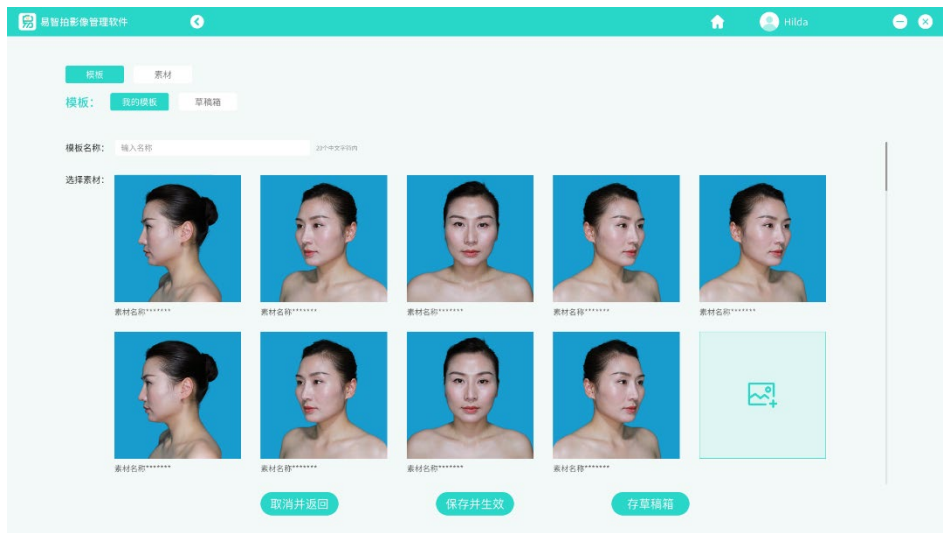 易 易智拍影像管理软件 Hilda
模板 素材
模板： 我的模板 草稿箱
模板名称： 输入名称 20个中文字符内
选择素材：
素材名称******* 素材名称******* 素材名称******* 素材名称******* 素材名称*******
素材名称******* 素材名称******* 素材名称******* 素材名称*******
取消并返回 保存并生效 存草稿箱